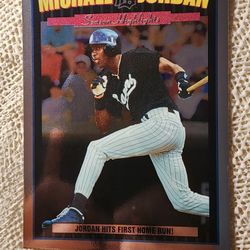 MICHAEL JORDAN
Season Highlights
JORDAN HITS FIRST HOME RUN!